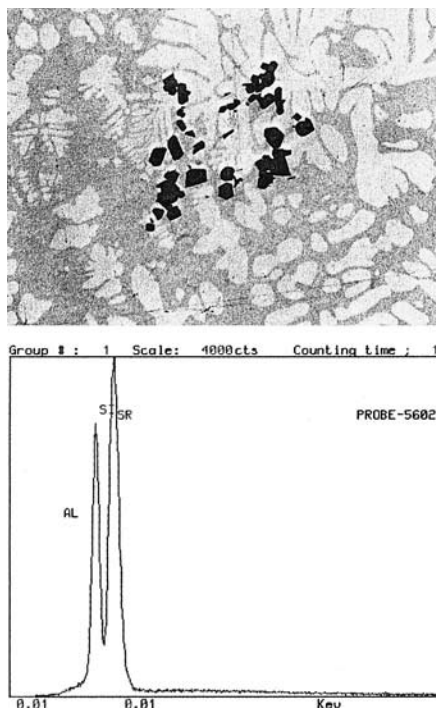 Group # : 1 Scale: 4000cts Counting time ; 1
SI SR
PROBE-5602
AL
0.01 0.01 Kev